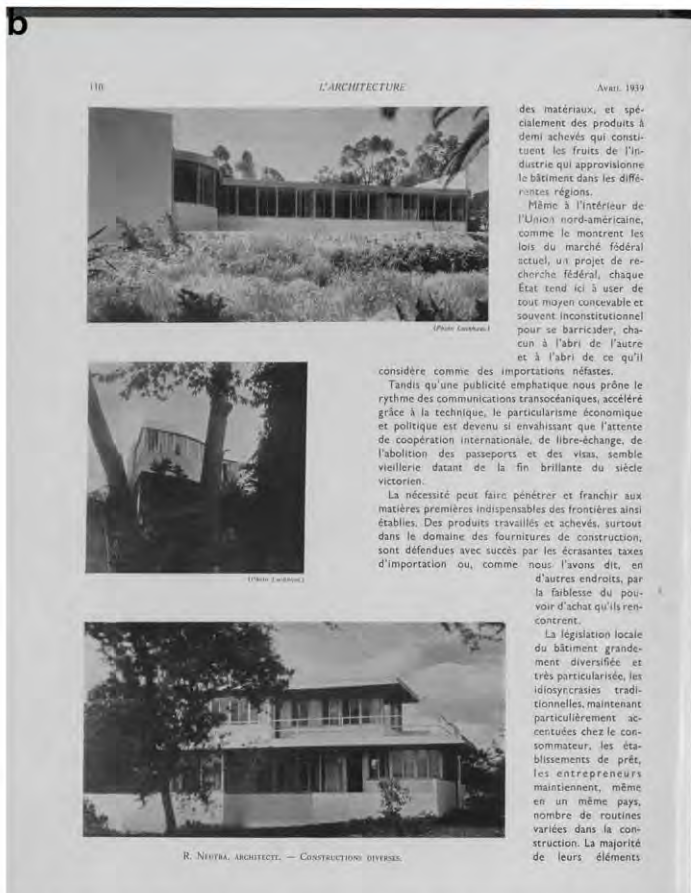 b
110
L'ARCHITECTURE
AVRIL 1939
des matériaux, et spé-
cialement des produits à
demi achevés qui consti-
tuent les fruits de l'in-
dustrie qui approvisionne
le bâtiment dans les diffé-
rentes régions.
Même à l'intérieur de
l'Union nord-américaine,
comme le montrent les
lois du marché fédéral
actuel, un projet de re-
cherche fédéral, chaque
État tend ici à user de
tout moyen concevable et
souvent inconstitutionnel
pour se barricader, cha-
cun à l'abri de l'autre
et à l'abri de ce qu'il
considère comme des importations néfastes.
Tandis qu'une publicité emphatique nous prône le
rythme des communications transocéaniques, accéléré
grâce à la technique, le particularisme économique
et politique est devenu si envahissant que l'attente
de coopération internationale, de libre-échange, de
l'abolition des passeports et des visas, semble
vieillerie datant de la fin brillante du siècle
victorien.
La nécessité peut faire pénétrer et franchir aux
matières premières indispensables des frontières ainsi
établies. Des produits travaillés et achevés, surtout
dans le domaine des fournitures de construction,
sont défendues avec succès par les écrasantes taxes
d'importation ou, comme nous l'avons dit, en
d'autres endroits, par
la faiblesse du pou-
voir d'achat qu'ils ren-
contrent.
La législation locale
du bâtiment grande-
ment diversifiée et
très particularisée, les
idiosyncrasies tradi-
tionnelles, maintenant
particulièrement ac-
centuées chez le con-
sommateur, les éta-
blissements de prêt,
les entrepreneurs
maintiennent, même
en un même pays,
nombre de routines
variées dans la con-
struction. La majorité
de leurs éléments
(Photo
(Photo
R. NEUTRA, ARCHITECTE. — CONSTRUCTIONS DIVERSES.